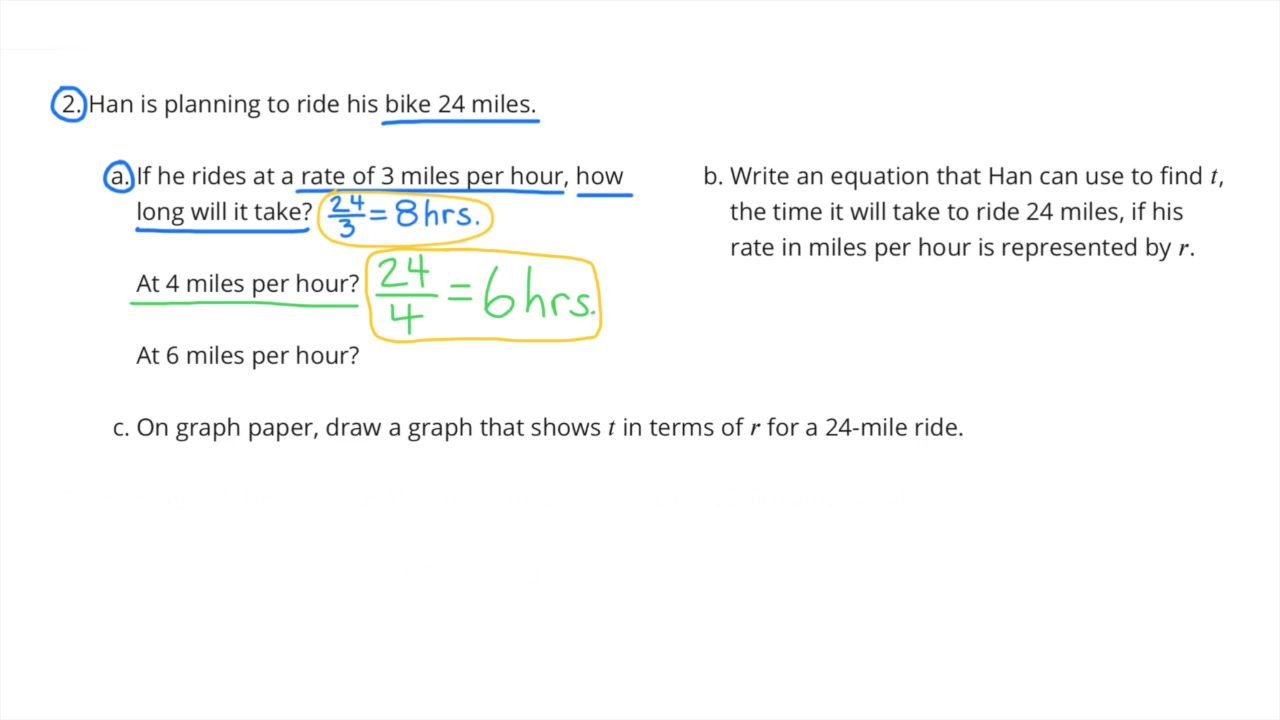 2. Han is planning to ride his bike 24 miles.
a. If he rides at a rate of 3 miles per hour, how
long will it take? 24/3 = 8hrs.
At 4 miles per hour? 24/4 = 6hrs.
At 6 miles per hour?
b. Write an equation that Han can use to find t,
the time it will take to ride 24 miles, if his
rate in miles per hour is represented by r.
c. On graph paper, draw a graph that shows t in terms of r for a 24-mile ride.